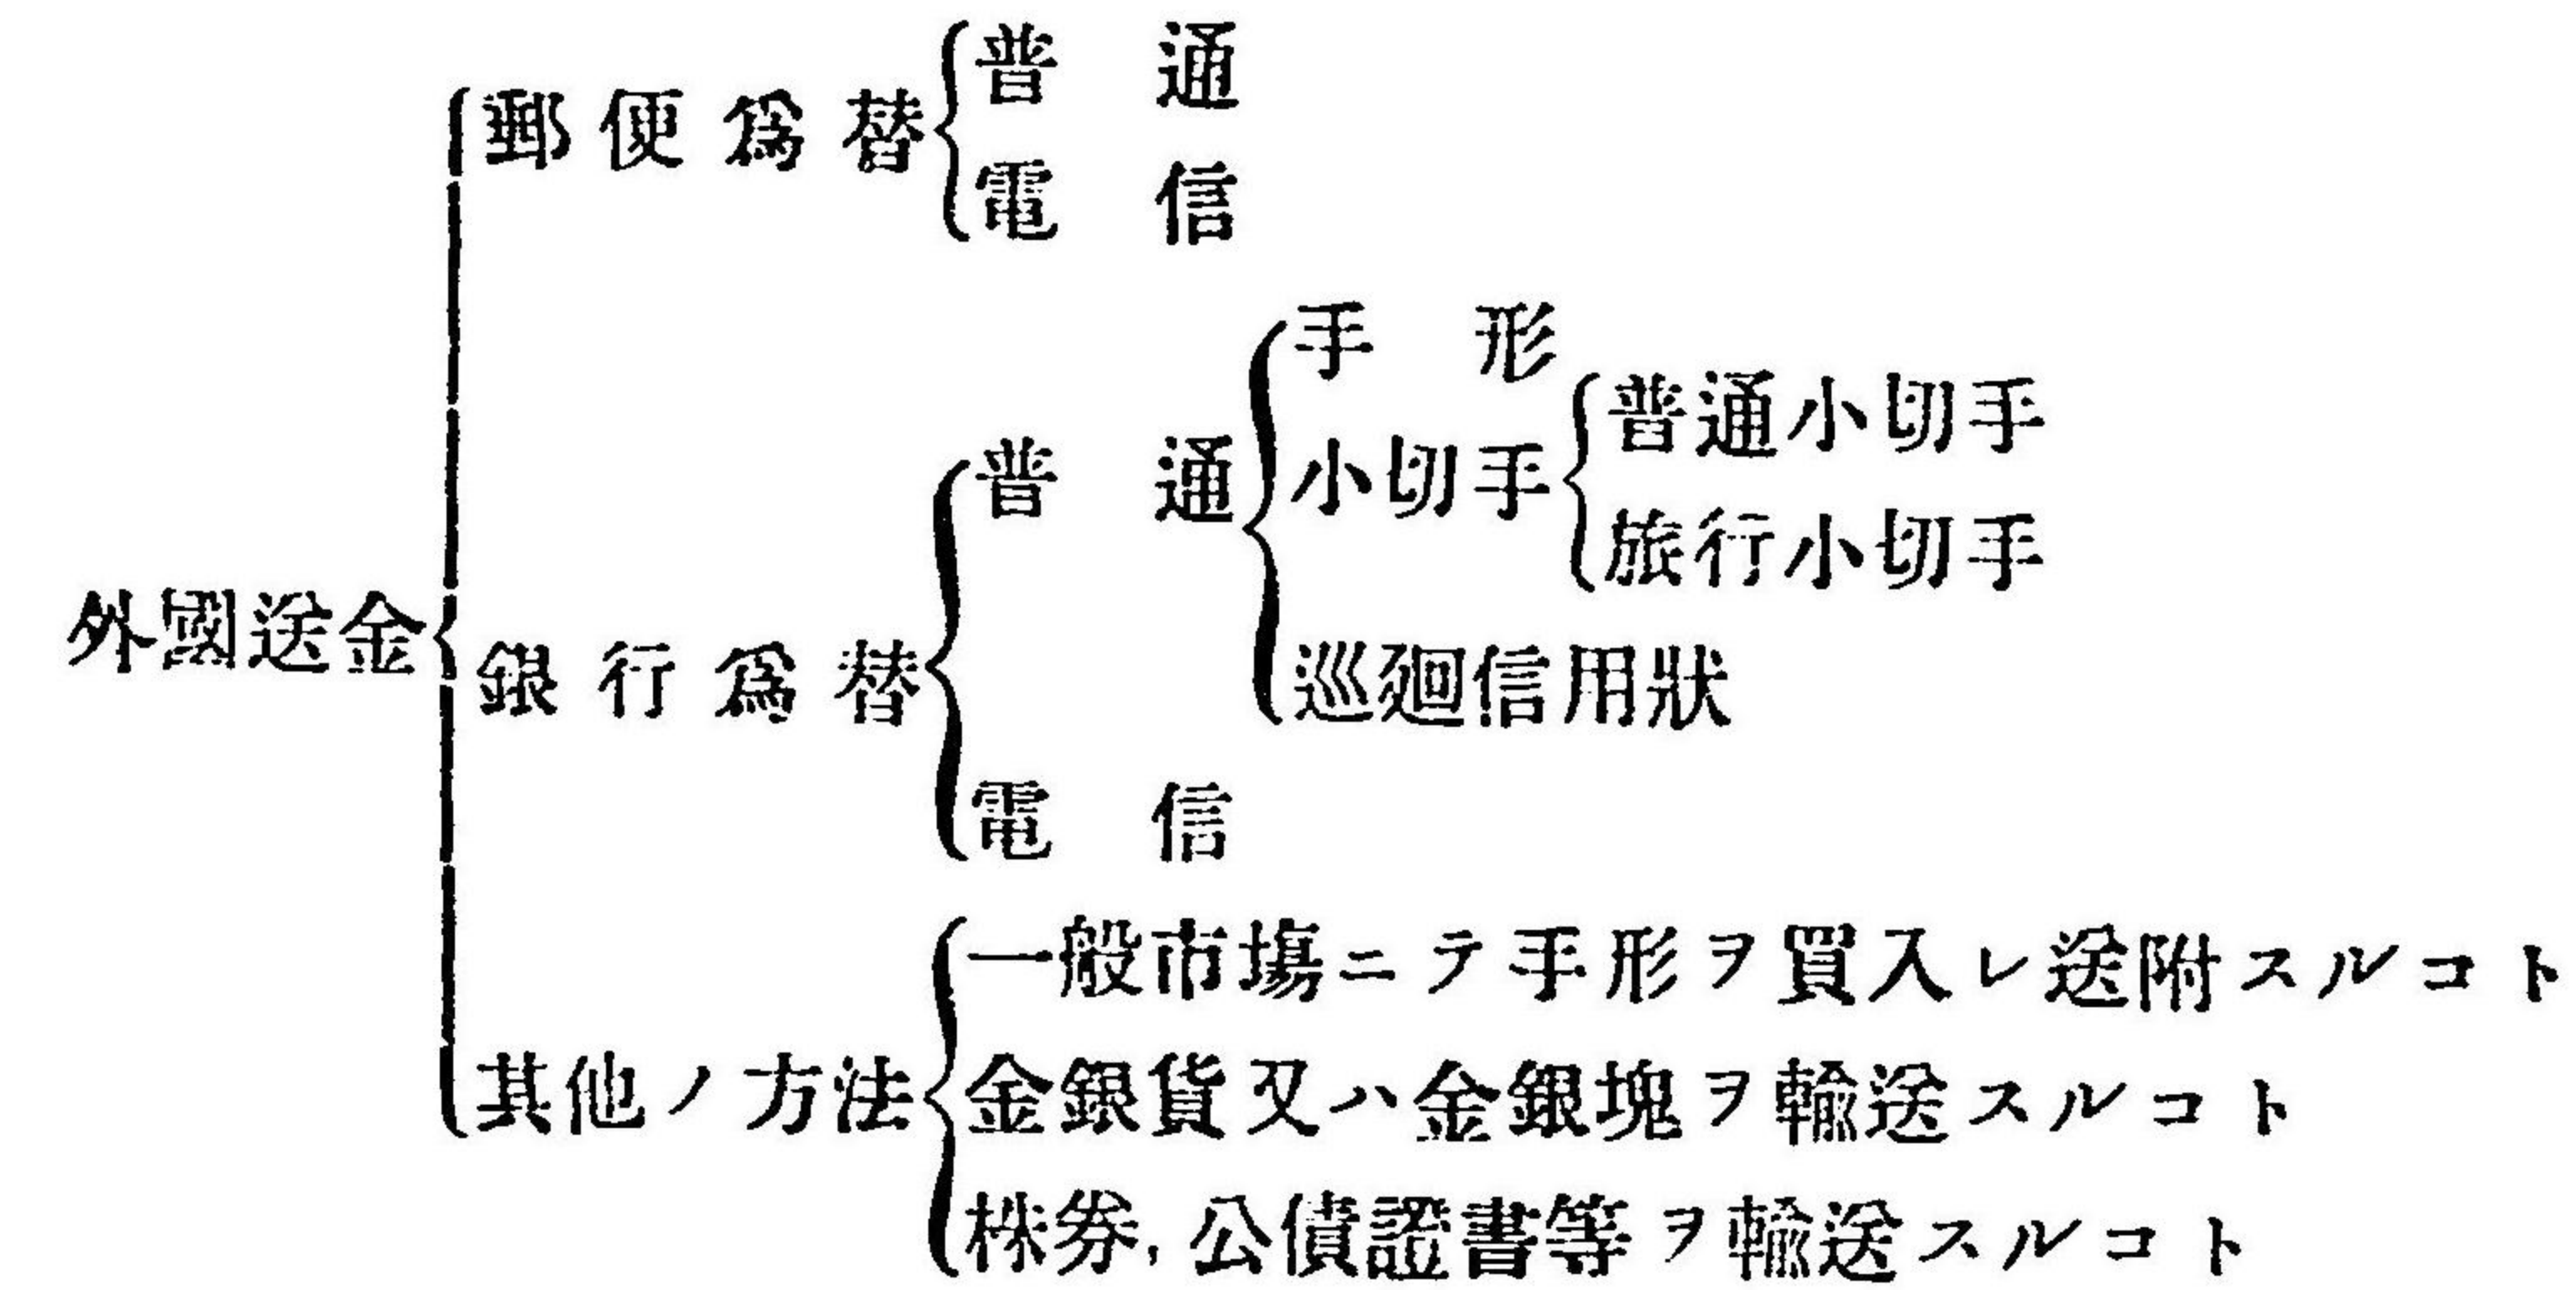 外國送金
郵便爲替
普通
電信
銀行爲替
普通
手形
小切手
普通小切手
旅行小切手
巡廻信用狀
電信
其他ノ方法
一般市場ニテ手形ヲ買入レ送附スルコト
金銀貨又ハ金銀塊ヲ輸送スルコト
株券,公債證書等ヲ輸送スルコト